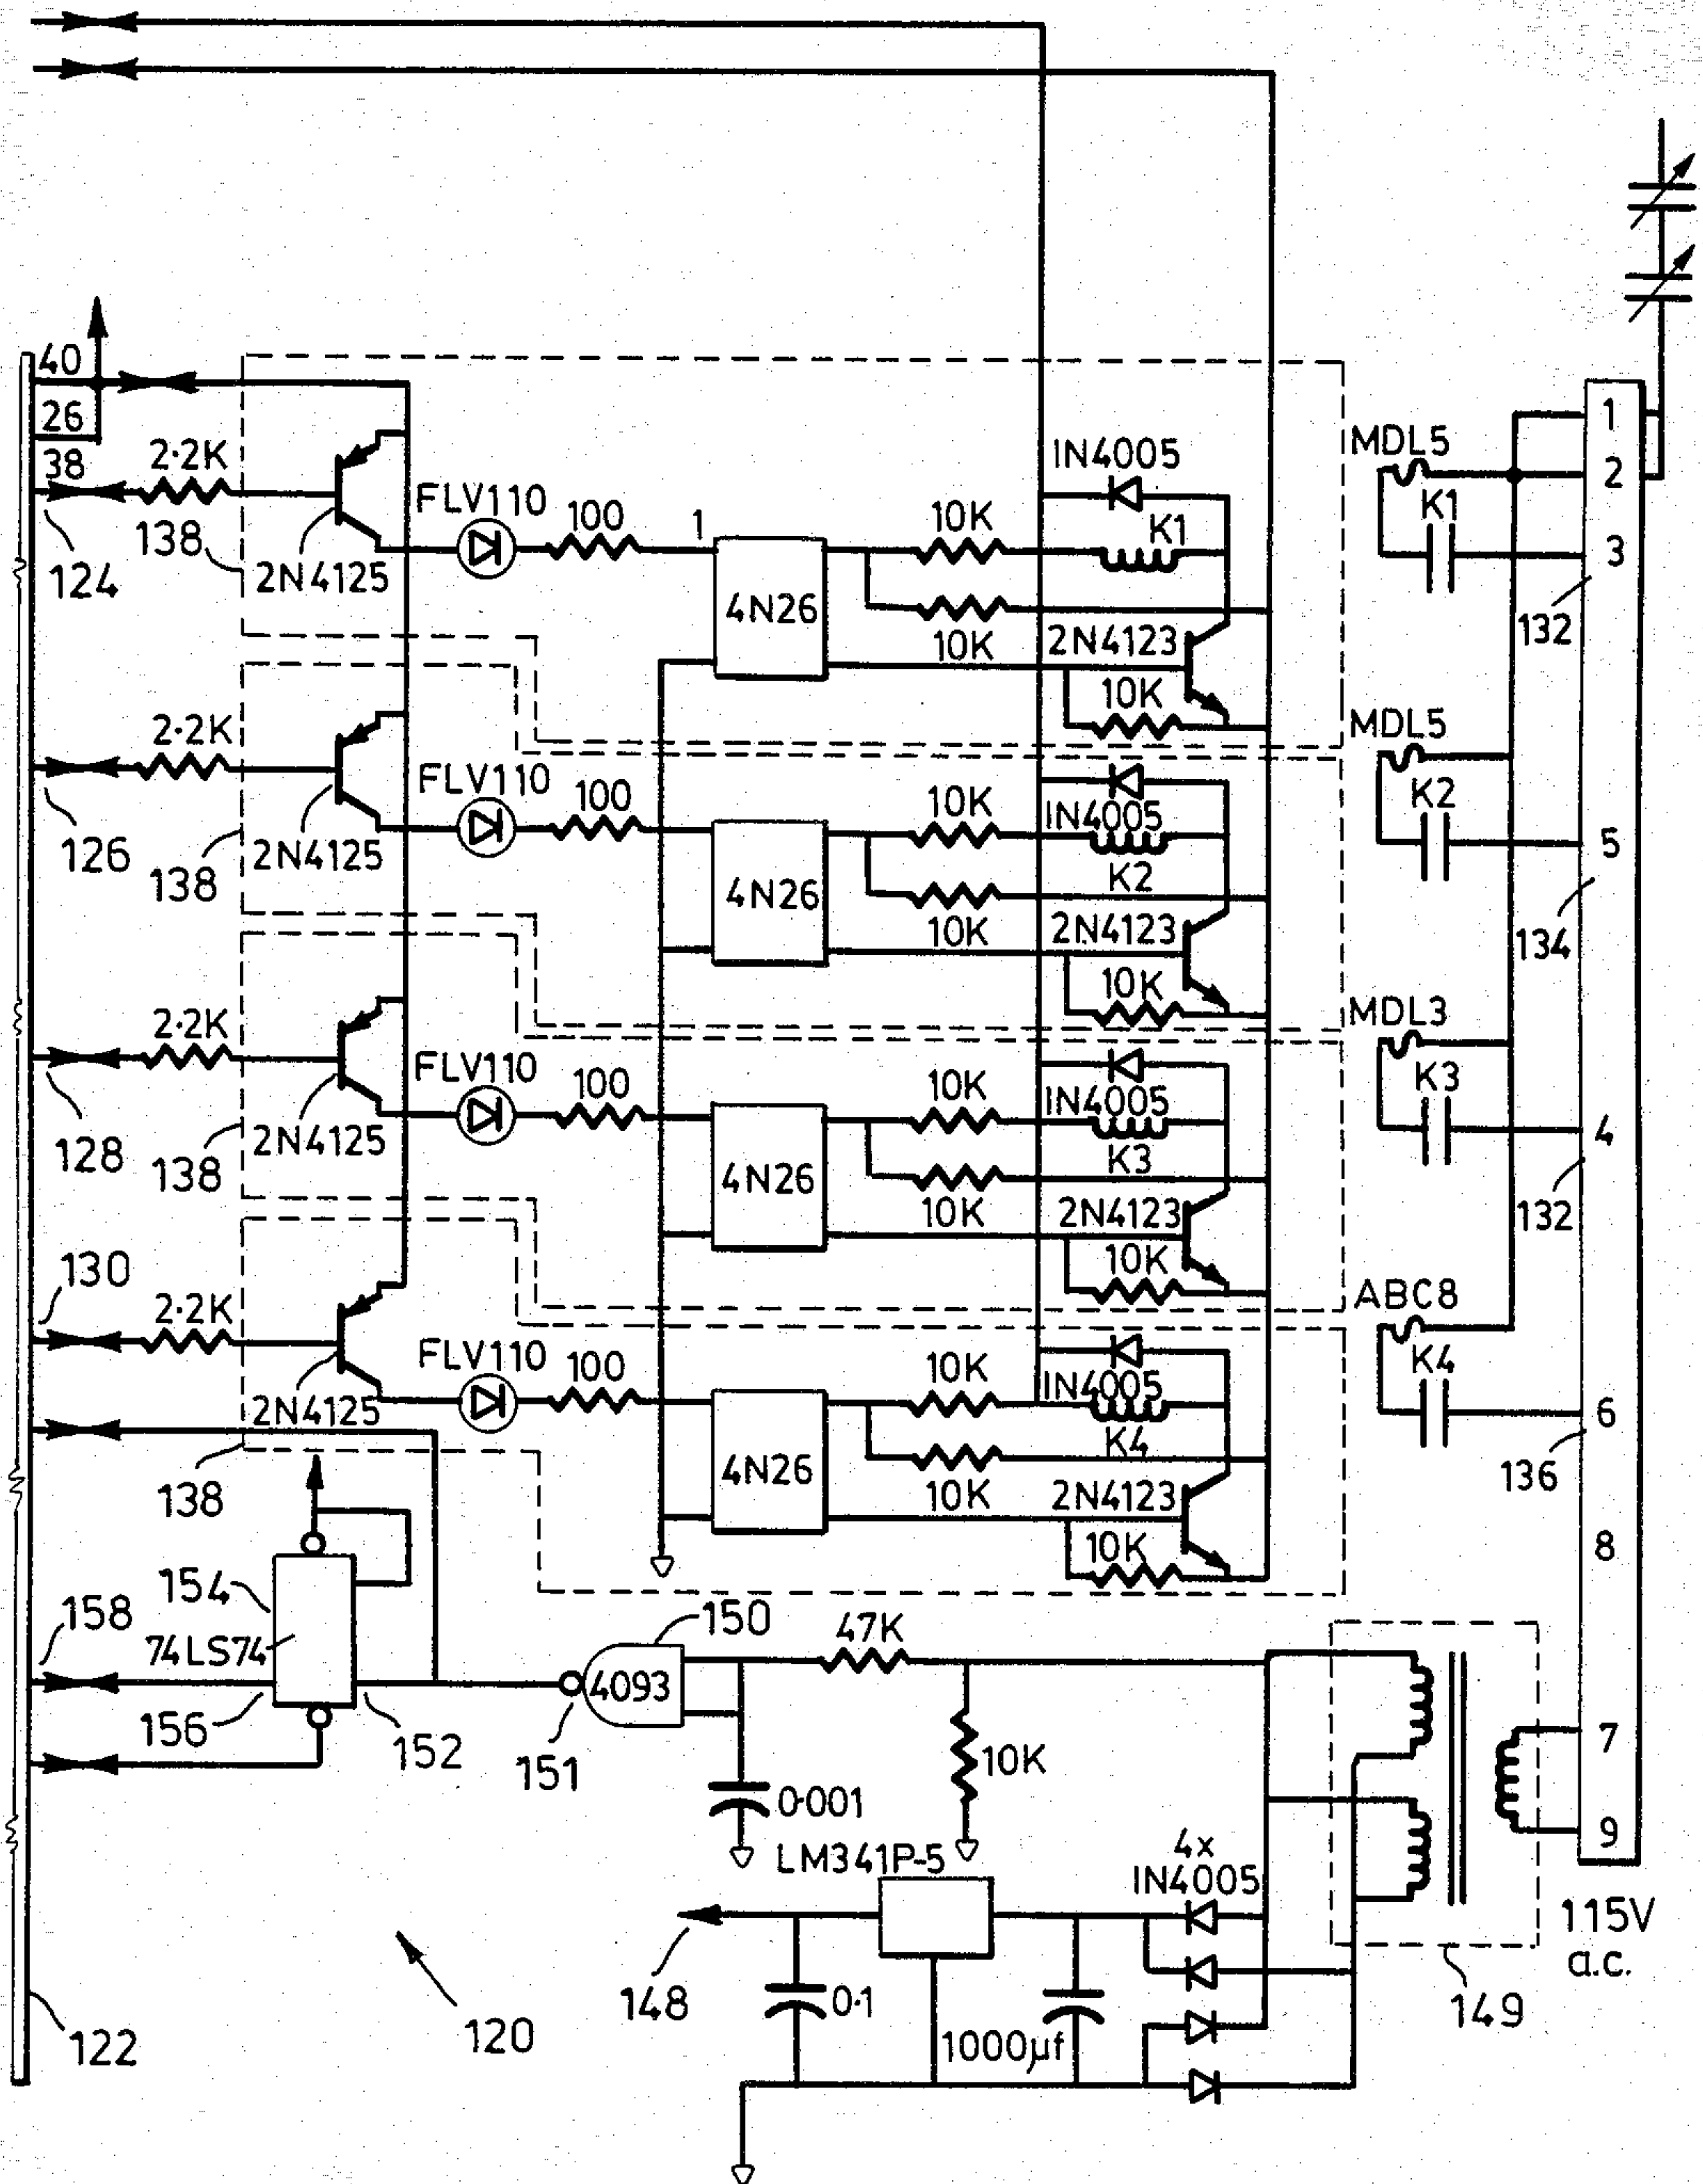 40
26
38
2·2K
124
138
2N4125
FLV110
100
1
4N26
10K
10K
IN4005
K1
2N4123
10K
MDL5
K1
1
2
3
132
2·2K
126
138
2N4125
FLV110
100
4N26
10K
10K
IN4005
K2
2N4123
10K
MDL5
K2
5
134
2·2K
128
138
2N4125
FLV110
100
4N26
10K
10K
IN4005
K3
2N4123
10K
MDL3
K3
4
132
130
2·2K
138
2N4125
FLV110
100
4N26
10K
10K
IN4005
K4
2N4123
10K
ABC8
K4
6
136
8
154
158
74LS74
156
152
150
4093
151
47K
10K
0·001
7
9
LM341P-5
4x
IN4005
148
0·1
1000µf
149
115V
a.c.
122
120